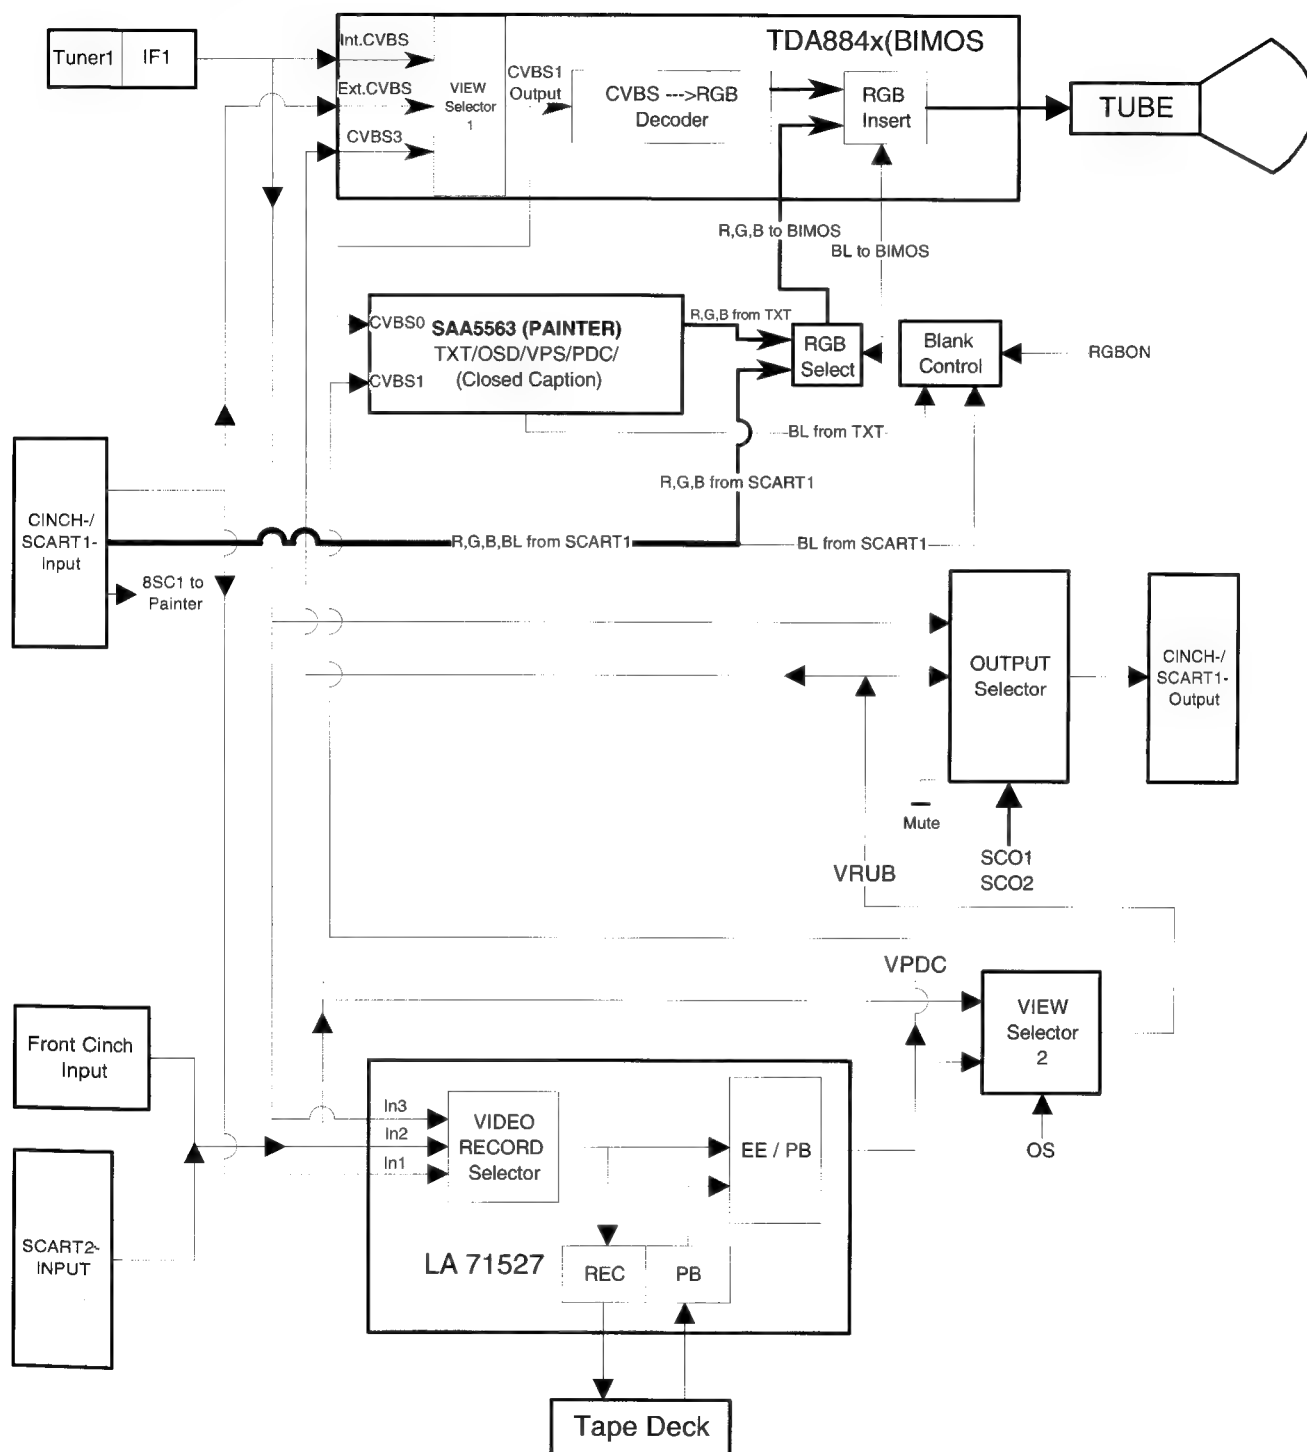 TDA884x(BIMOS
Tuner1
IF1
Int.CVBS
Ext.CVBS
CVBS3
VIEW
Selector
1
CVBS1
Output
CVBS --->RGB
Decoder
RGB
Insert
TUBE
R,G,B to BIMOS
BL to BIMOS
CVBS0
CVBS1
SAA5563 (PAINTER)
TXT/OSD/VPS/PDC/
(Closed Caption)
R,G,B from TXT
RGB
Select
Blank
Control
RGBON
BL from TXT
R,G,B from SCART1
CINCH-/
SCART1-
Input
R,G,B,BL from SCART1
BL from SCART1
8SC1 to
Painter
OUTPUT
Selector
CINCH-/
SCART1-
Output
Mute
SCO1
SCO2
VRUB
VPDC
VIEW
Selector
2
OS
Front Cinch
Input
In3
In2
In1
VIDEO
RECORD
Selector
EE / PB
SCART2-
INPUT
LA 71527
REC
PB
Tape Deck